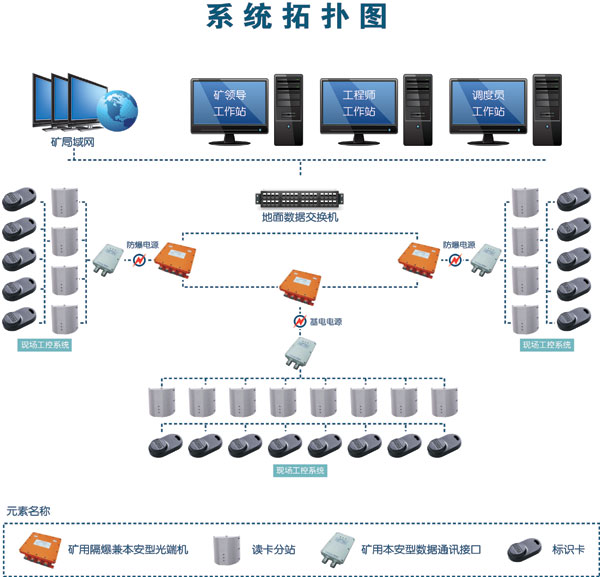 系统拓扑图
矿领导
工作站
工程师
工作站
调度员
工作站
矿局域网
地面数据交换机
防爆电源
防爆电源
基电电源
现场工控系统
现场工控系统
现场工控系统
元素名称
矿用隔爆兼本安型光端机
读卡分站
矿用本安型数据通讯接口
标识卡